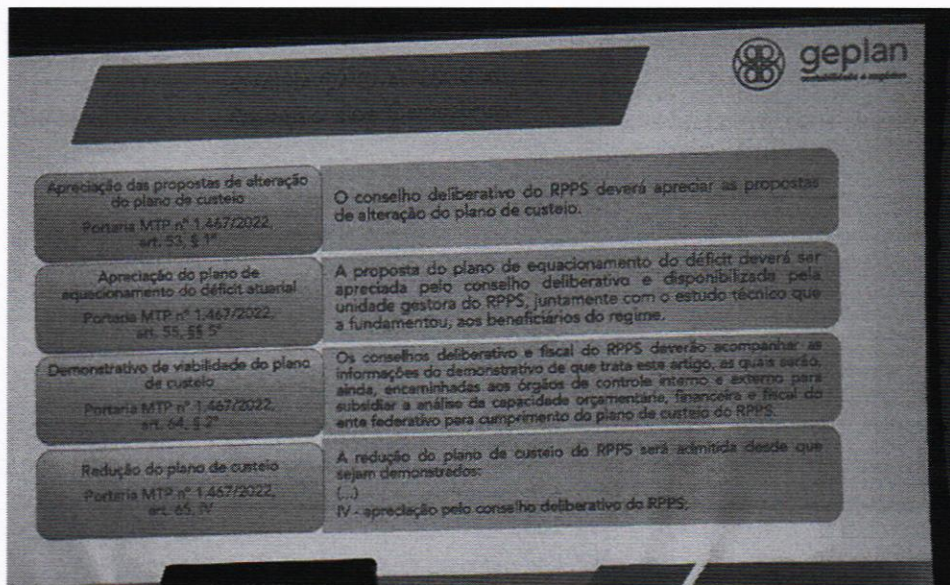 geplan
contabilidade e negócios
Apreciação das propostas de alteração
do plano de custeio
Portaria MTP nº 1.467/2022,
art. 53, § 1º
O conselho deliberativo do RPPS deverá apreciar as propostas
de alteração do plano de custeio.
Apreciação do plano de
equacionamento do déficit atuarial
Portaria MTP nº 1.467/2022,
art. 55, §§ 5º
A proposta do plano de equacionamento do déficit deverá ser
apreciada pelo conselho deliberativo e disponibilizada pela
unidade gestora do RPPS, juntamente com o estudo técnico que
a fundamentou, aos beneficiários do regime.
Demonstrativo de viabilidade do plano
de custeio
Portaria MTP nº 1.467/2022,
art. 64, § 2º
Os conselhos deliberativo e fiscal do RPPS deverão acompanhar as
informações do demonstrativo de que trata este artigo, as quais serão,
ainda, encaminhadas aos órgãos de controle interno e externo para
subsidiar a análise da capacidade orçamentária, financeira e fiscal do
ente federativo para cumprimento do plano de custeio do RPPS.
Redução do plano de custeio
Portaria MTP nº 1.467/2022,
art. 65, IV
A redução do plano de custeio do RPPS será admitida desde que
sejam demonstrados:
(...)
IV - apreciação pelo conselho deliberativo do RPPS;